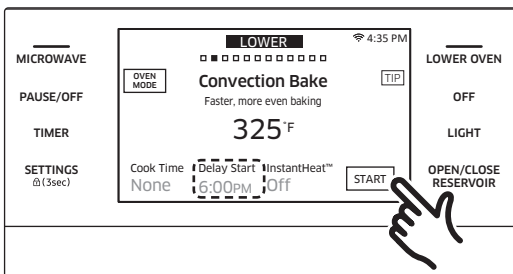 LOWER
4:35 PM
MICROWAVE
LOWER OVEN
OVEN
MODE
Convection Bake
TIP
PAUSE/OFF
Faster, more even baking
OFF
325°F
TIMER
LIGHT
Cook Time
Delay Start
InstantHeat™
SETTINGS
(3sec)
None
6:00PM
Off
START
OPEN/CLOSE
RESERVOIR